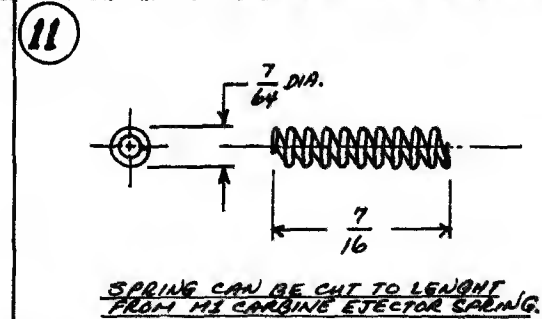 11
7/64 DIA.
7/16
SPRING CAN BE CUT TO LENGHT
FROM M1 CARBINE EJECTOR SPRING.